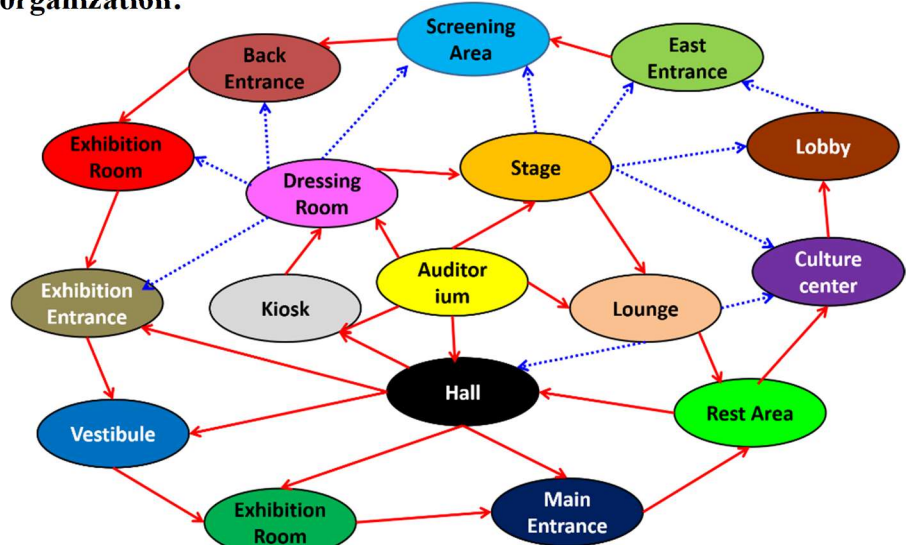 organization:
Screening
Area
East
Entrance
Back
Entrance
Exhibition
Room
Stage
Lobby
Dressing
Room
Auditor
ium
Culture
center
Exhibition
Entrance
Kiosk
Lounge
Hall
Rest Area
Vestibule
Exhibition
Room
Main
Entrance